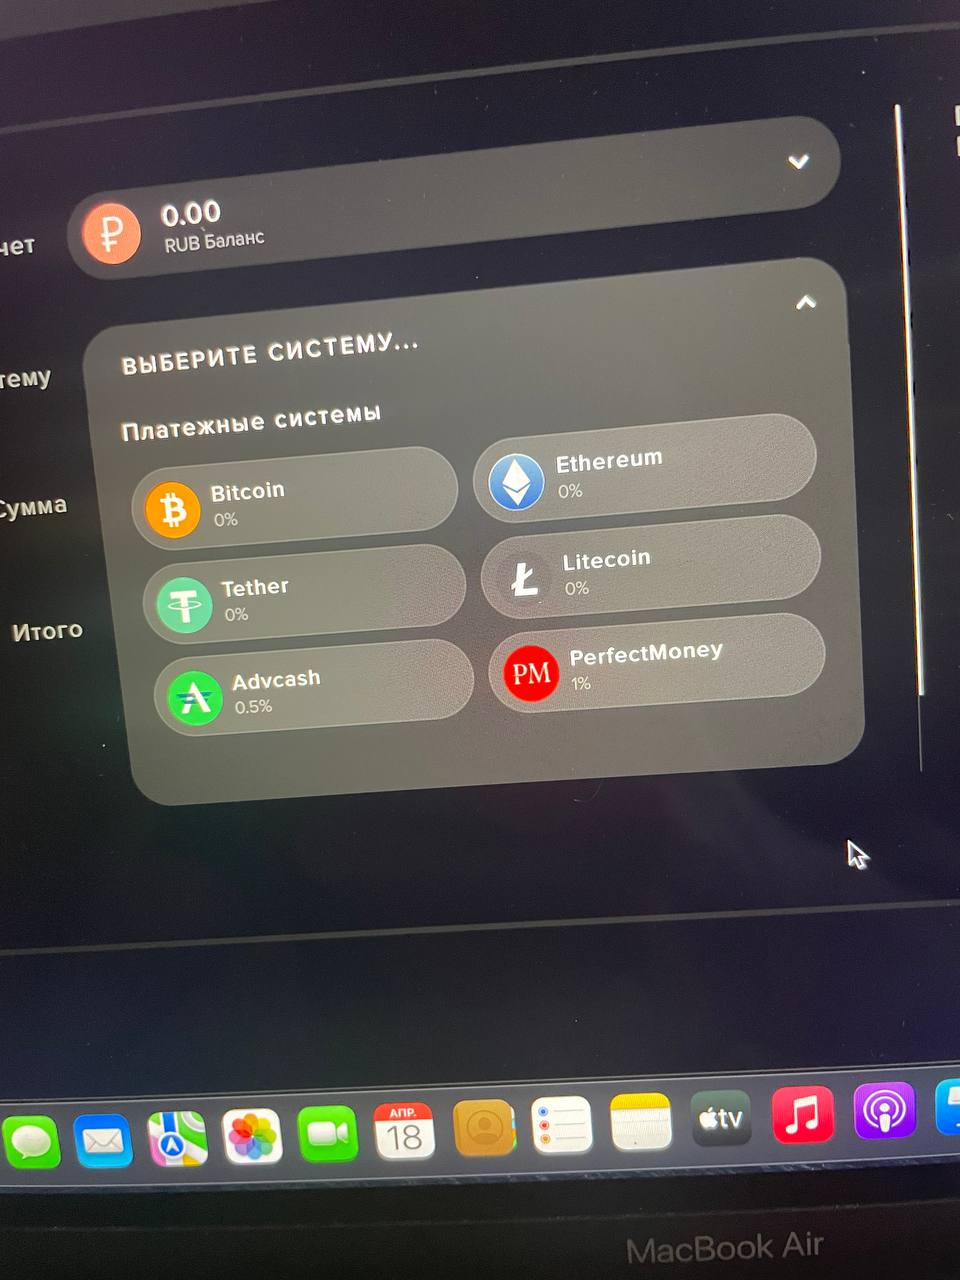 0.00
чет
RUB Баланс
ВЫБЕРИТЕ СИСТЕМУ...
тему
Платежные системы
Bitcoin
0%
Ethereum
0%
Сумма
Tether
0%
Litecoin
0%
Итого
Advcash
0.5%
PM
PerfectMoney
1%
АПР.
18
tv
MacBook Air